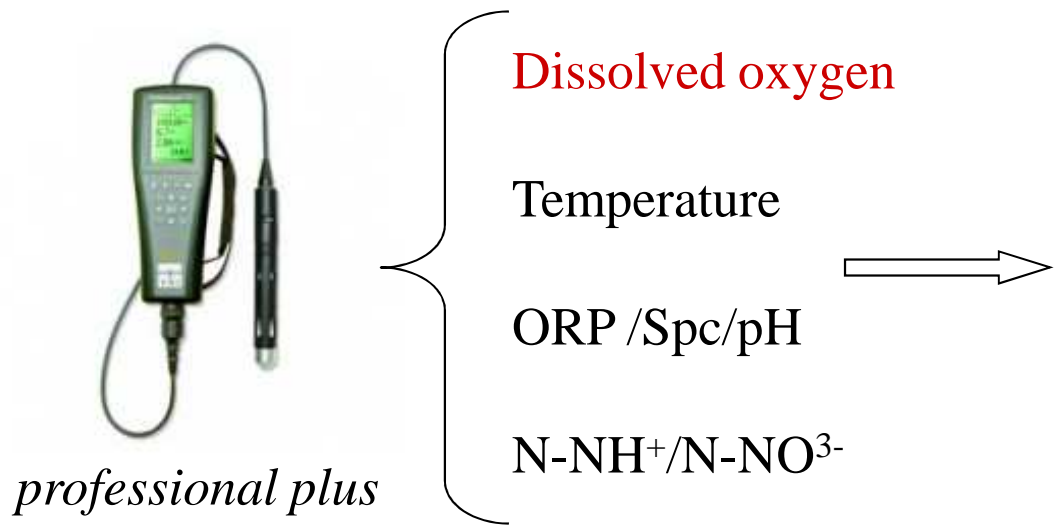 Dissolved oxygen
Temperature
ORP /Spc/pH
N-NH⁺/N-NO³⁻
professional plus